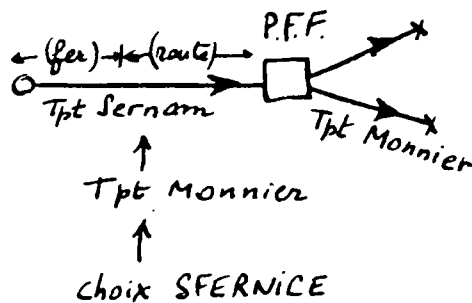 P.F.F.
(fer) (route)
Tpt Sernam
Tpt Monnier
Tpt Monnier
choix SFERNiCE